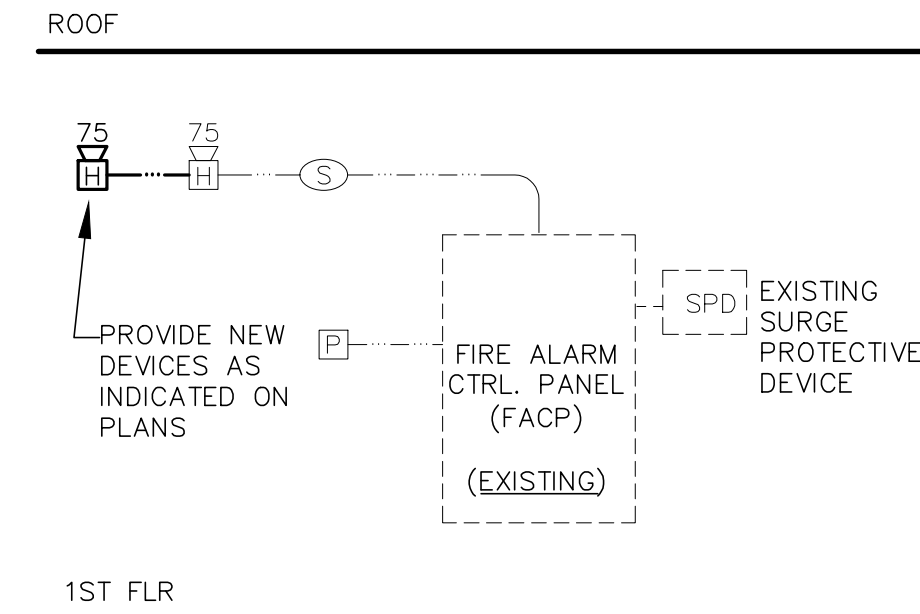 ROOF
75 75
H H S
SPD
EXISTING
SURGE
PROTECTIVE
DEVICE
PROVIDE NEW
DEVICES AS
INDICATED ON
PLANS
P
FIRE ALARM
CTRL. PANEL
(FACP)
(EXISTING)
1ST FLR